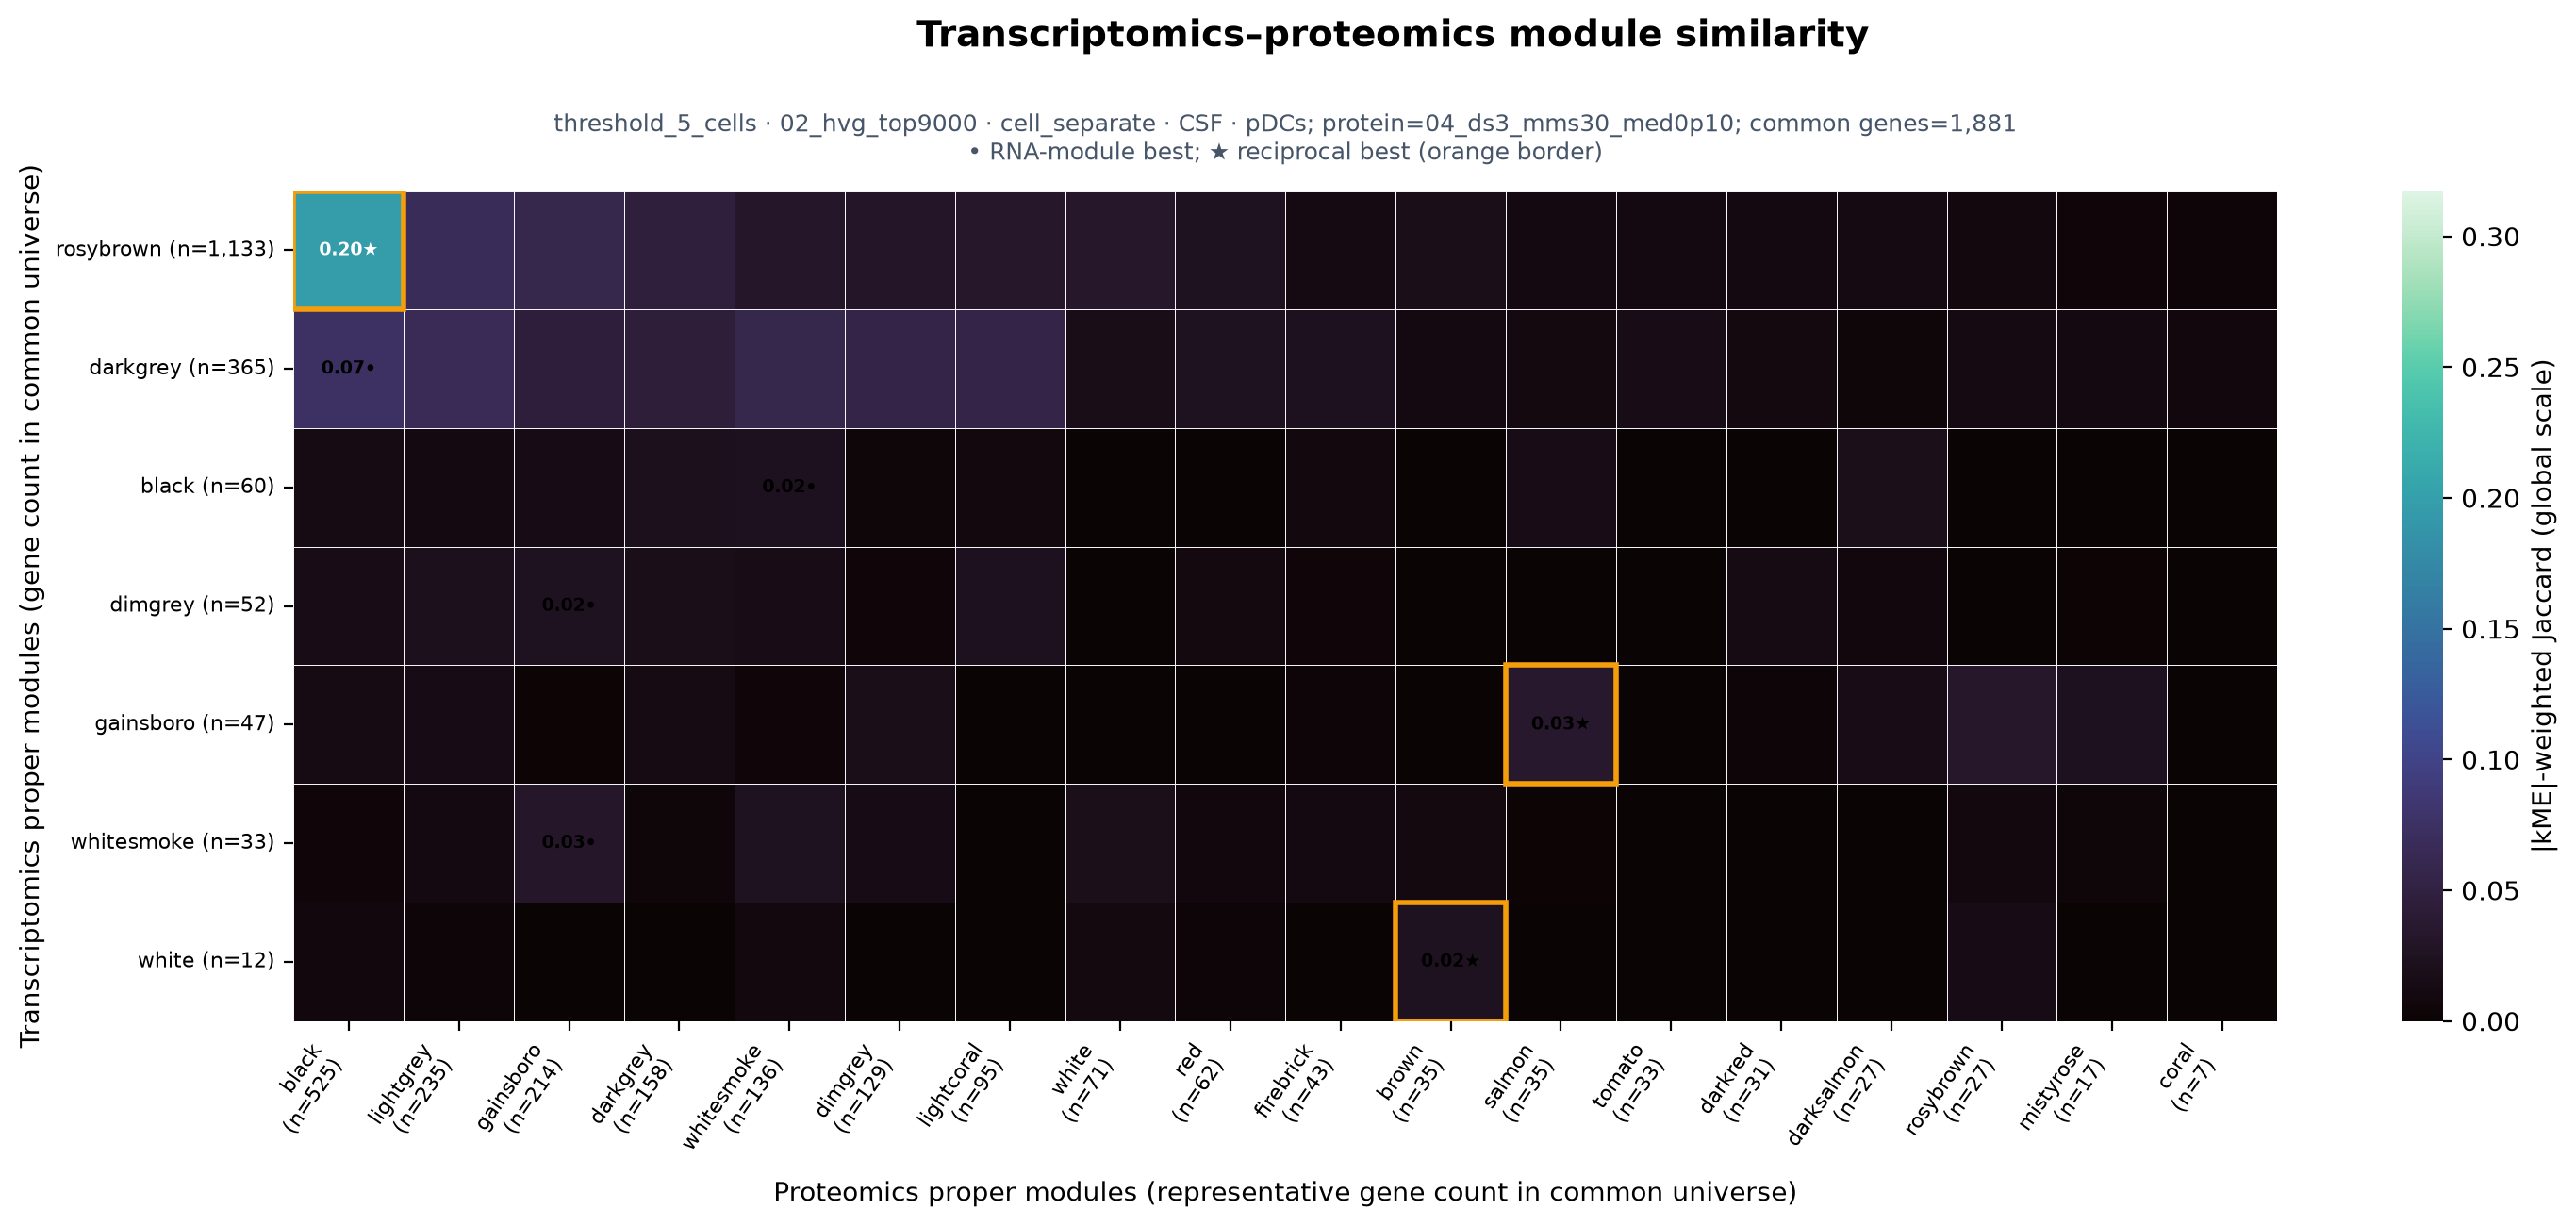 Transcriptomics–proteomics module similarity
threshold_5_cells · 02_hvg_top9000 · cell_separate · CSF · pDCs; protein=04_ds3_mms30_med0p10; common genes=1,881
• RNA-module best; ★ reciprocal best (orange border)
Transcriptomics proper modules (gene count in common universe)
rosybrown (n=1,133)
darkgrey (n=365)
black (n=60)
dimgrey (n=52)
gainsboro (n=47)
whitesmoke (n=33)
white (n=12)
0.20★
0.07•
0.02•
0.02•
0.03★
0.03•
0.02★
black
(n=525)
lightgrey
(n=235)
gainsboro
(n=214)
darkgrey
(n=158)
whitesmoke
(n=136)
dimgrey
(n=129)
lightcoral
(n=95)
white
(n=71)
red
(n=62)
firebrick
(n=43)
brown
(n=35)
salmon
(n=35)
tomato
(n=33)
darkred
(n=31)
darksalmon
(n=27)
rosybrown
(n=27)
mistyrose
(n=17)
coral
(n=7)
Proteomics proper modules (representative gene count in common universe)
0.30
0.25
0.20
0.15
0.10
0.05
0.00
|kME|-weighted Jaccard (global scale)